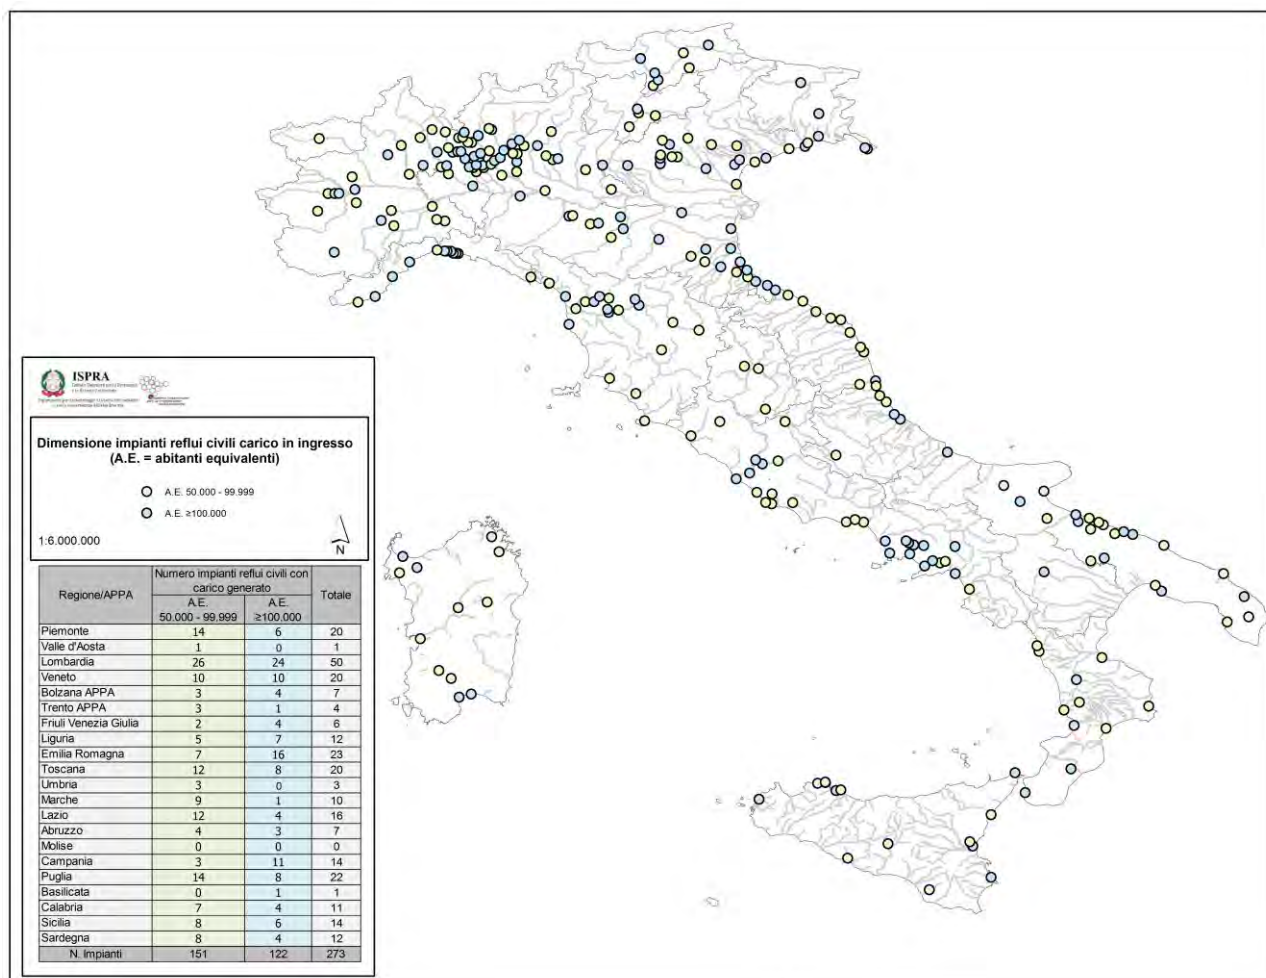 ISPRA
Dimensione impianti reflui civili carico in ingresso
(A.E. = abitanti equivalenti)
A.E. 50.000 - 99.999
A.E. ≥100.000
1:6.000.000
N
Regione/APPA Numero impianti reflui civili con carico generato Totale
A.E. 50.000 - 99.999 A.E. ≥100.000
Piemonte 14 6 20
Valle d'Aosta 1 0 1
Lombardia 26 24 50
Veneto 10 10 20
Bolzana APPA 3 4 7
Trento APPA 3 1 4
Friuli Venezia Giulia 2 4 6
Liguria 5 7 12
Emilia Romagna 7 16 23
Toscana 12 8 20
Umbria 3 0 3
Marche 9 1 10
Lazio 12 4 16
Abruzzo 4 3 7
Molise 0 0 0
Campania 3 11 14
Puglia 14 8 22
Basilicata 0 1 1
Calabria 7 4 11
Sicilia 8 6 14
Sardegna 8 4 12
N. Impianti 151 122 273